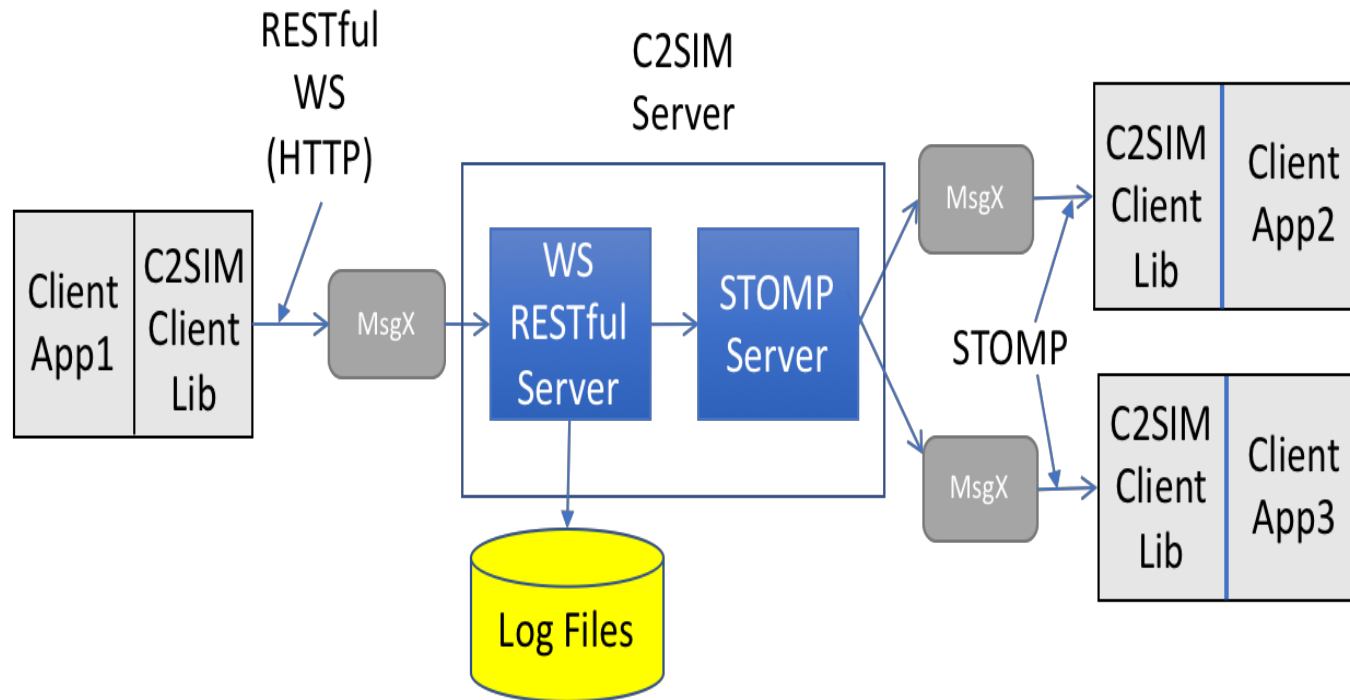 RESTful
WS
(HTTP)
C2SIM
Server
Client
App1
C2SIM
Client
Lib
MsgX
WS
RESTful
Server
STOMP
Server
Log Files
MsgX
MsgX
STOMP
C2SIM
Client
Lib
Client
App2
C2SIM
Client
Lib
Client
App3